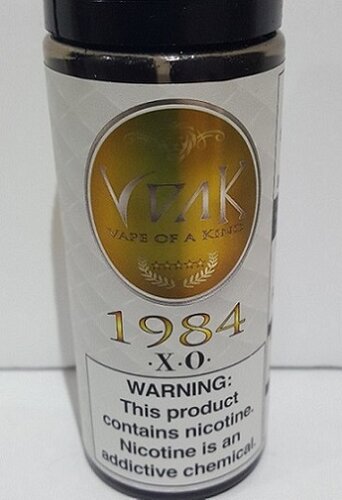 VOAK
VAPE OF A KING
1984
·X·O·
WARNING:
This product
contains nicotine.
Nicotine is an
addictive chemical.